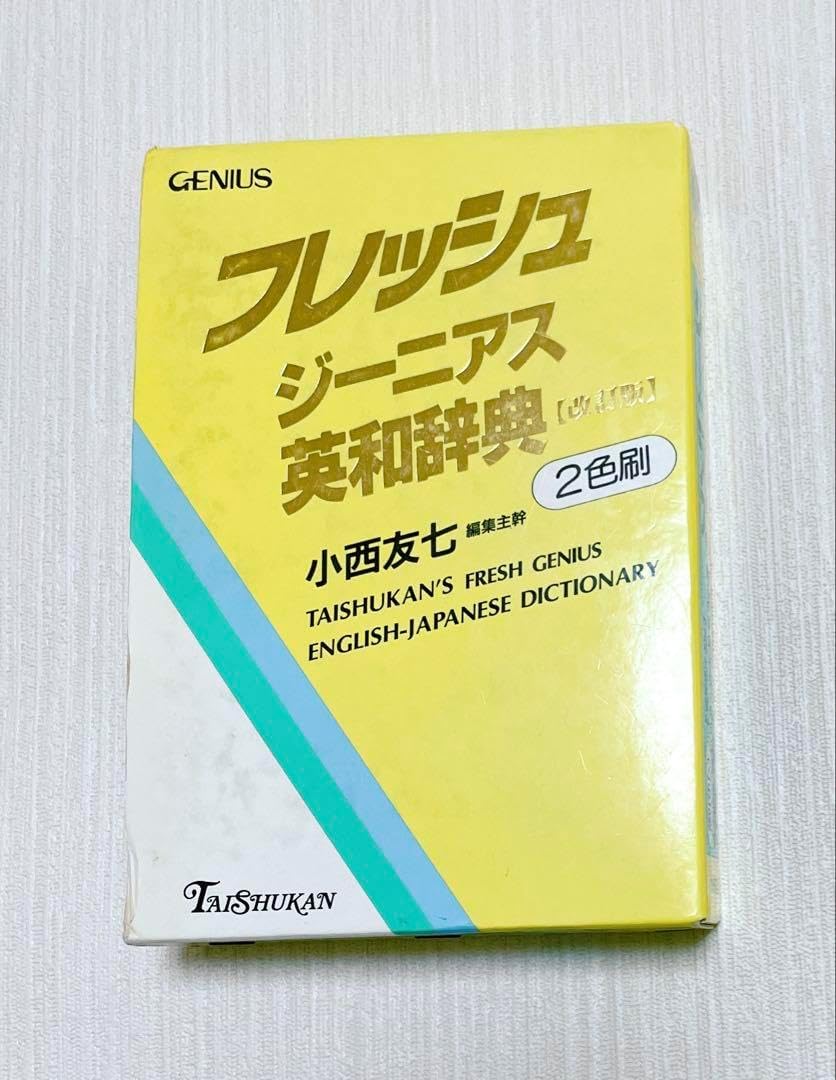 GENIUS
フレッシュ
ジーニアス
英和辞典【改訂版】
2色刷
小西友七 編集主幹
TAISHUKAN'S FRESH GENIUS
ENGLISH-JAPANESE DICTIONARY
TAISHUKAN